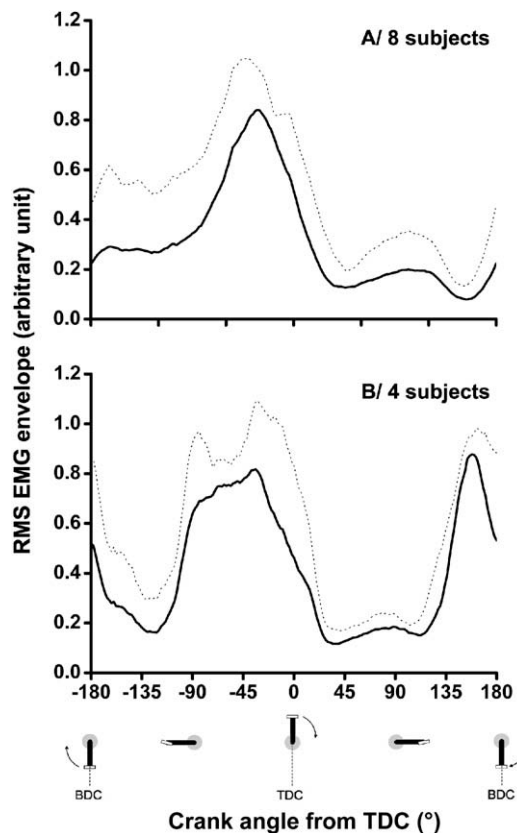 A/ 8 subjects
1.2
1.0
0.8
0.6
0.4
0.2
0.0
B/ 4 subjects
1.2
1.0
0.8
0.6
0.4
0.2
0.0
RMS EMG envelope (arbitrary unit)
-180 -135 -90 -45 0 45 90 135 180
BDC TDC BDC
Crank angle from TDC (°)